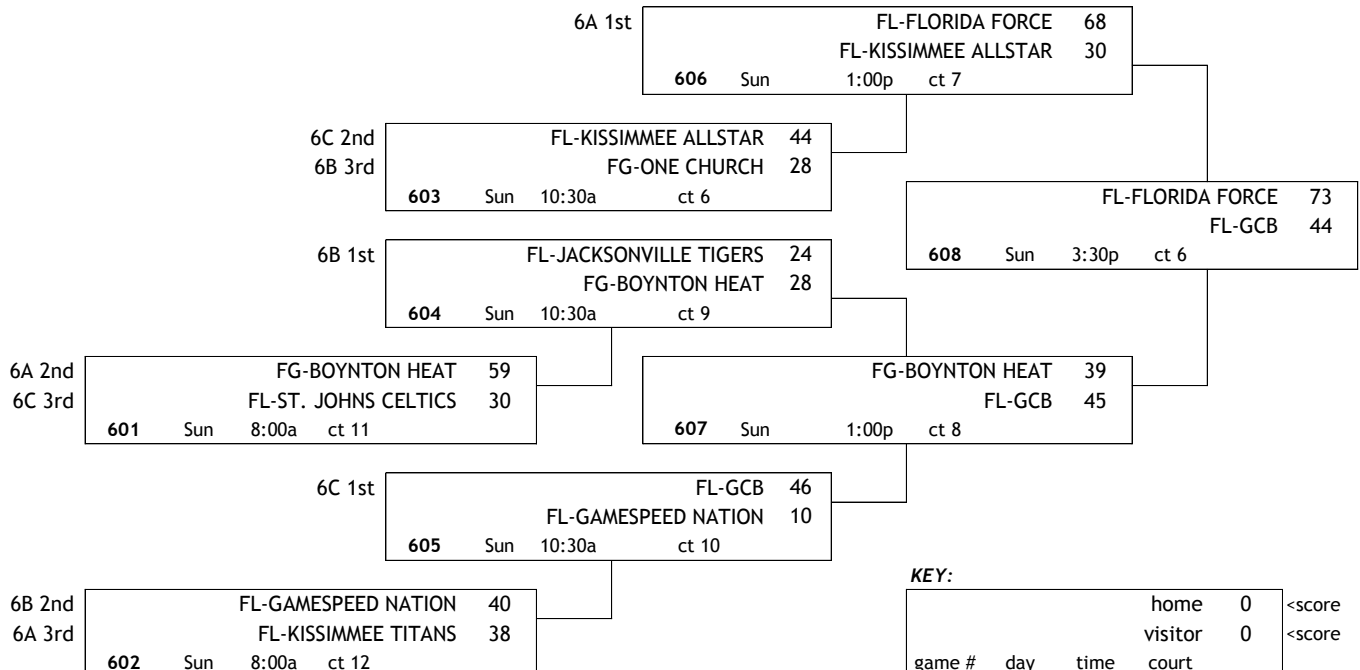 6A 1st FL-FLORIDA FORCE 68
FL-KISSIMMEE ALLSTAR 30
606 Sun 1:00p ct 7
6C 2nd FL-KISSIMMEE ALLSTAR 44
6B 3rd FG-ONE CHURCH 28
603 Sun 10:30a ct 6
FL-FLORIDA FORCE 73
FL-GCB 44
608 Sun 3:30p ct 6
6B 1st FL-JACKSONVILLE TIGERS 24
FG-BOYNTON HEAT 28
604 Sun 10:30a ct 9
6A 2nd FG-BOYNTON HEAT 59
6C 3rd FL-ST. JOHNS CELTICS 30
601 Sun 8:00a ct 11
FG-BOYNTON HEAT 39
FL-GCB 45
607 Sun 1:00p ct 8
6C 1st FL-GCB 46
FL-GAMESPEED NATION 10
605 Sun 10:30a ct 10
6B 2nd FL-GAMESPEED NATION 40
6A 3rd FL-KISSIMMEE TITANS 38
602 Sun 8:00a ct 12
KEY:
home 0 <score
visitor 0 <score
game # day time court